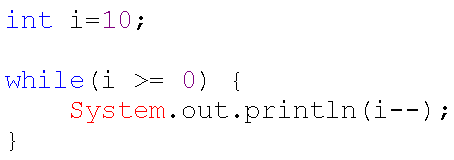 int i=10;
while(i >= 0) {
    System.out.println(i--);
}